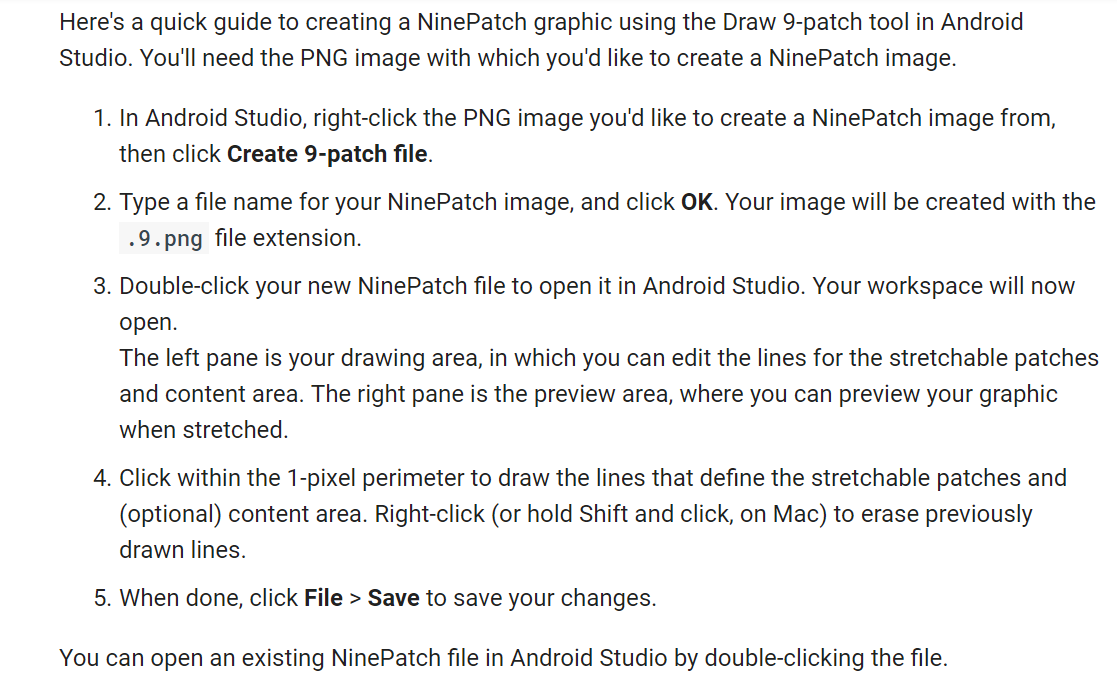 Here's a quick guide to creating a NinePatch graphic using the Draw 9-patch tool in Android
Studio. You'll need the PNG image with which you'd like to create a NinePatch image.
1. In Android Studio, right-click the PNG image you'd like to create a NinePatch image from,
then click Create 9-patch file.
2. Type a file name for your NinePatch image, and click OK. Your image will be created with the
.9.png file extension.
3. Double-click your new NinePatch file to open it in Android Studio. Your workspace will now
open.
The left pane is your drawing area, in which you can edit the lines for the stretchable patches
and content area. The right pane is the preview area, where you can preview your graphic
when stretched.
4. Click within the 1-pixel perimeter to draw the lines that define the stretchable patches and
(optional) content area. Right-click (or hold Shift and click, on Mac) to erase previously
drawn lines.
5. When done, click File > Save to save your changes.
You can open an existing NinePatch file in Android Studio by double-clicking the file.